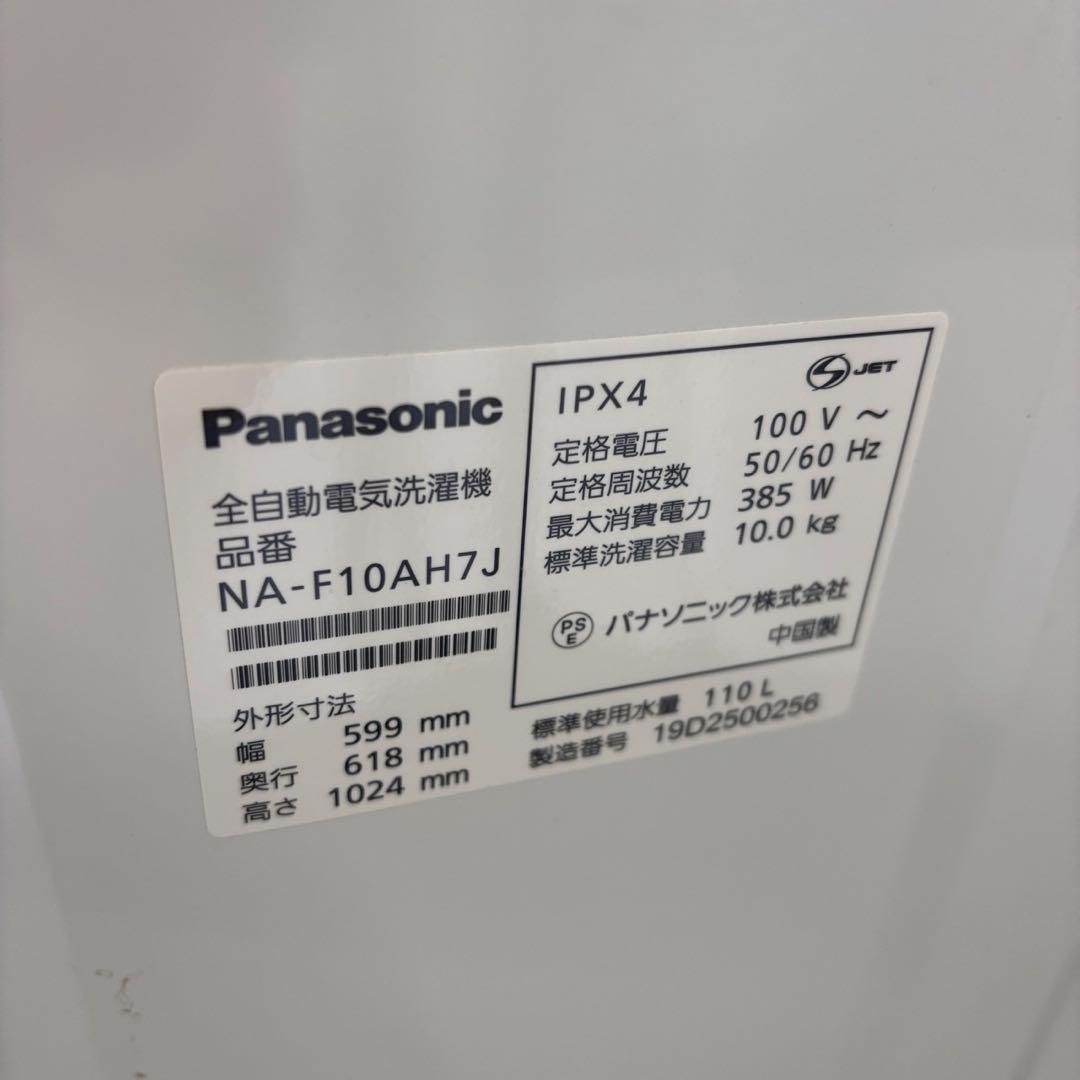 Panasonic
全自動電気洗濯機
品番
NA-F10AH7J
外形寸法
幅 599 mm
奥行 618 mm
高さ 1024 mm
IPX4
S JET
定格電圧 100 V ~
定格周波数 50/60 Hz
最大消費電力 385 W
標準洗濯容量 10.0 kg
PS E パナソニック株式会社
中国製
標準使用水量 110 L
製造番号 19D2500256